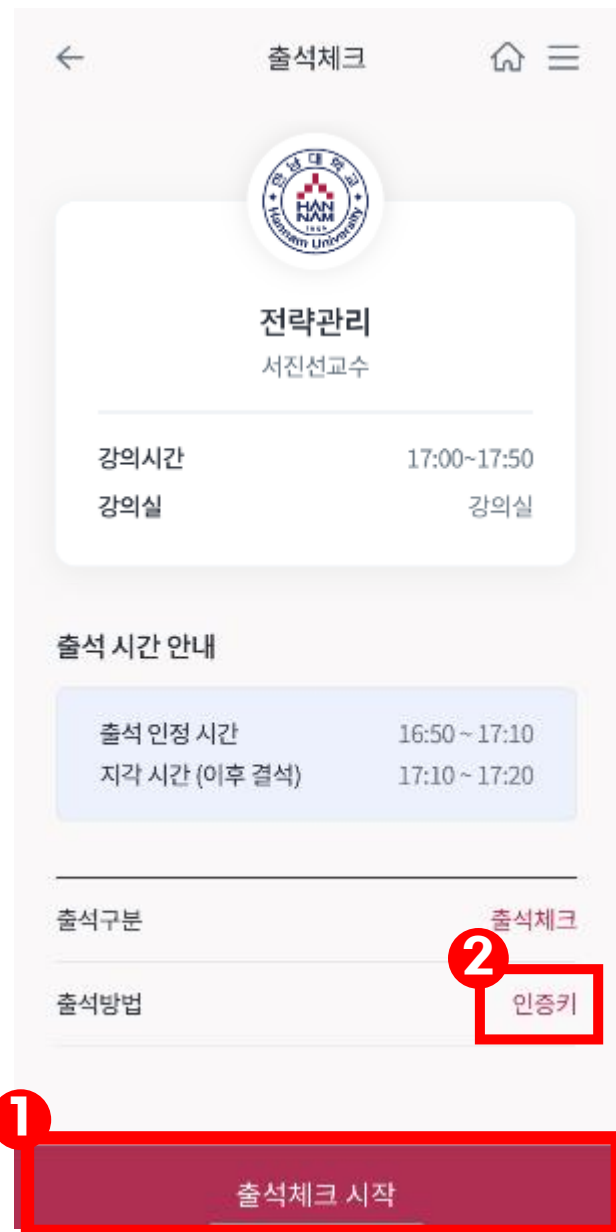 출석체크
한남대학교
HAN
NAM
1956
Hannam University
전략관리
서진선교수
강의시간 17:00~17:50
강의실 강의실
출석 시간 안내
출석 인정 시간 16:50 ~ 17:10
지각 시간 (이후 결석) 17:10 ~ 17:20
출석구분 출석체크
2
출석방법 인증키
1
출석체크 시작